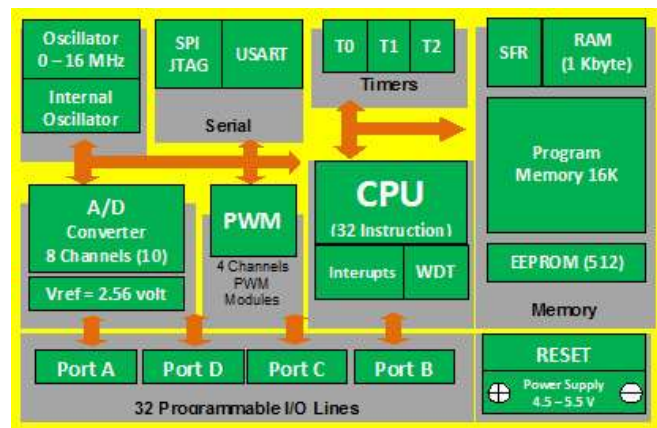 Oscillator
0 – 16 MHz
Internal
Oscillator
SPI
JTAG
USART
Serial
T0
T1
T2
Timers
SFR
RAM
(1 Kbyte)
Program
Memory 16K
EEPROM (512)
Memory
A/D
Converter
8 Channels (10)
Vref = 2.56 volt
PWM
4 Channels
PWM
Modules
CPU
(32 Instruction)
Interupts
WDT
Port A
Port D
Port C
Port B
32 Programmable I/O Lines
RESET
Power Supply
4.5 – 5.5 V